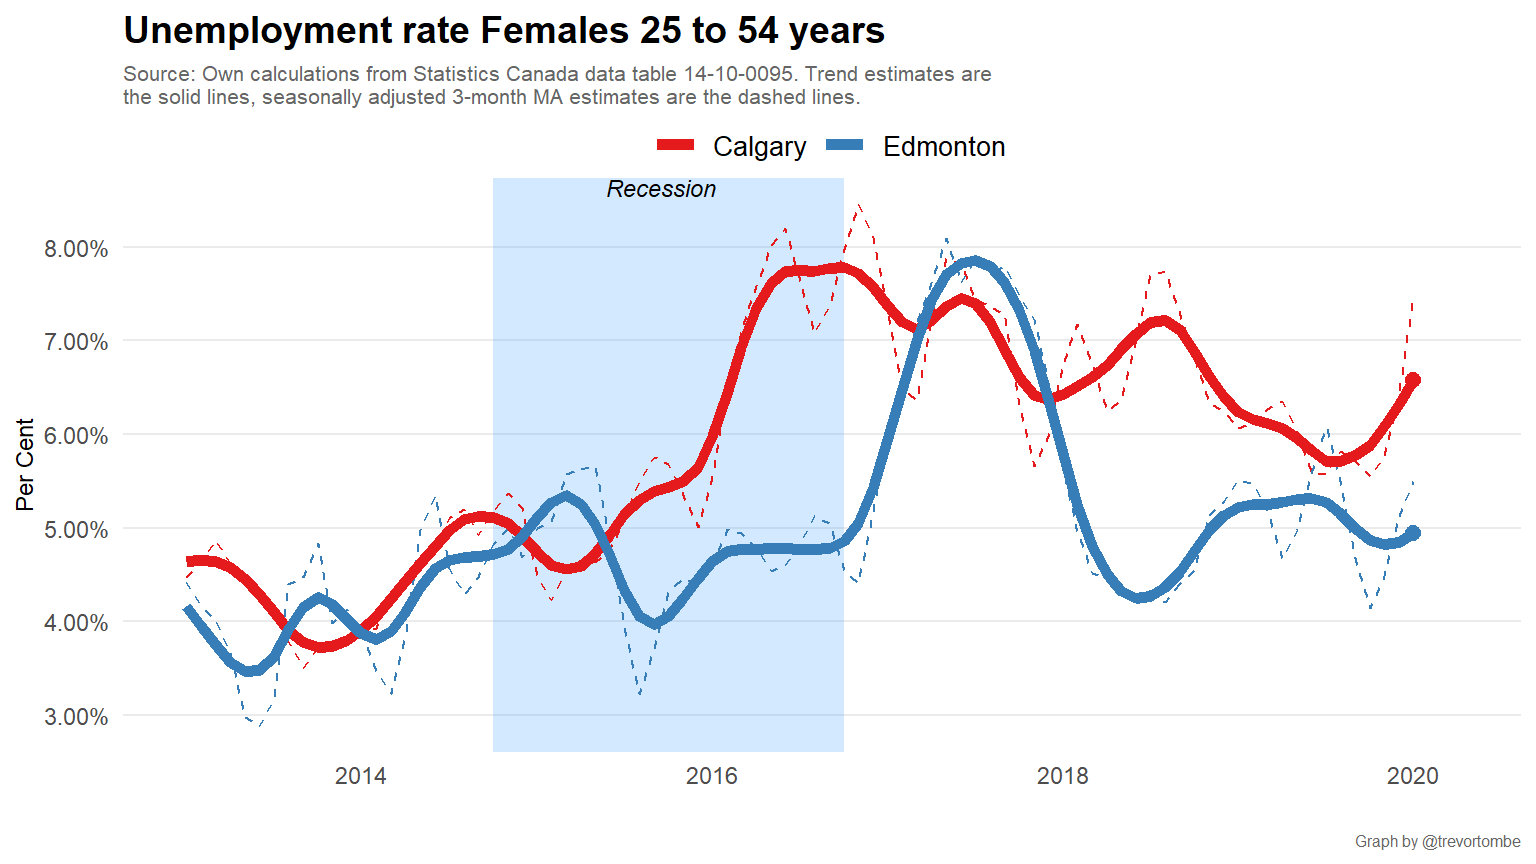 Unemployment rate Females 25 to 54 years
Source: Own calculations from Statistics Canada data table 14-10-0095. Trend estimates are
the solid lines, seasonally adjusted 3-month MA estimates are the dashed lines.
Calgary Edmonton
Recession
8.00%
7.00%
6.00%
5.00%
4.00%
3.00%
Per Cent
2014 2016 2018 2020
Graph by @trevortombe